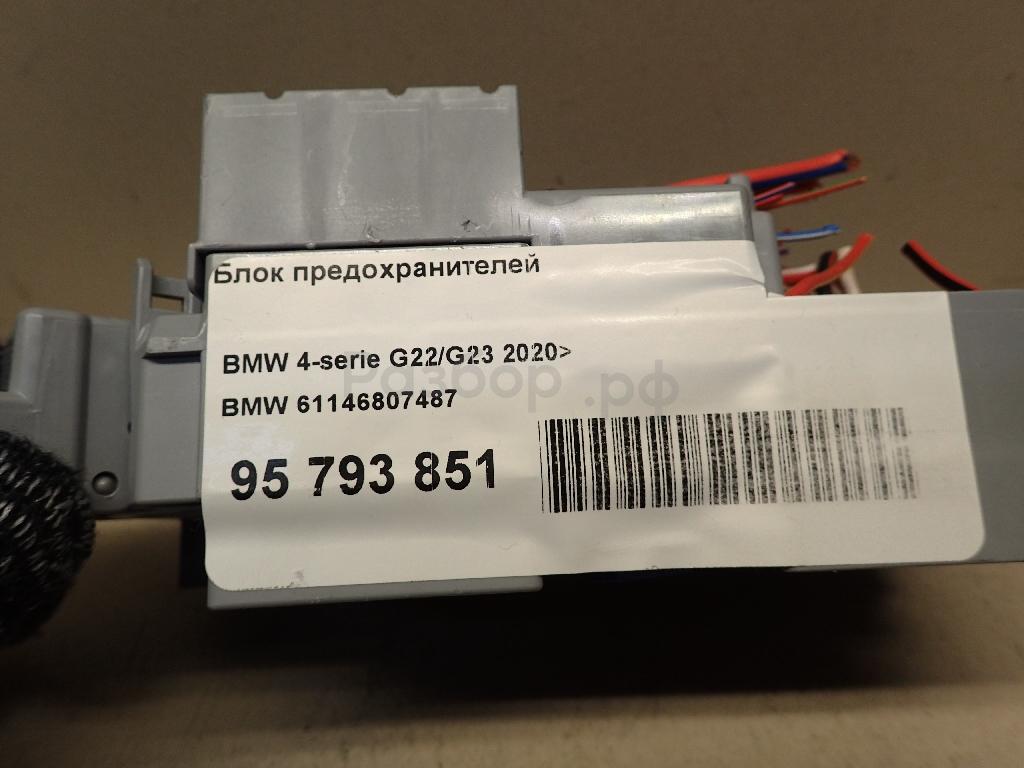 Блок предохранителей
BMW 4-serie G22/G23 2020>
Разбор.рф
BMW 61146807487
95 793 851